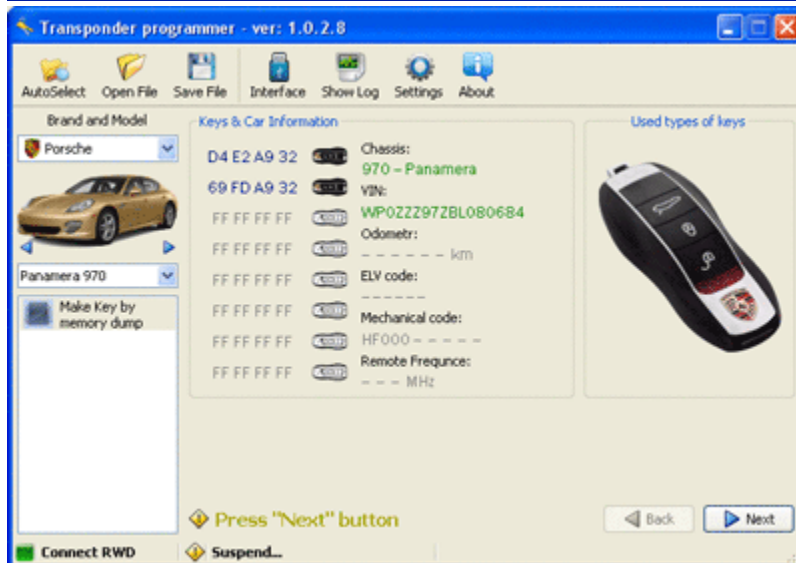 Transponder programmer - ver: 1.0.2.8
AutoSelect Open File Save File Interface Show Log Settings About
Brand and Model
Porsche
Panamera 970
Make Key by
memory dump
Keys & Car Information
D4 E2 A9 32
69 FD A9 32
FF FF FF FF
FF FF FF FF
FF FF FF FF
FF FF FF FF
FF FF FF FF
FF FF FF FF
Chassis:
970 - Panamera
VIN:
WP0ZZZ97ZBL080684
Odometr:
- - - - - - km
ELV code:
- - - - - -
Mechanical code:
HF000 - - - - -
Remote Frequnce:
- - - MHz
Used types of keys
Press "Next" button
Back Next
Connect RWD Suspend...